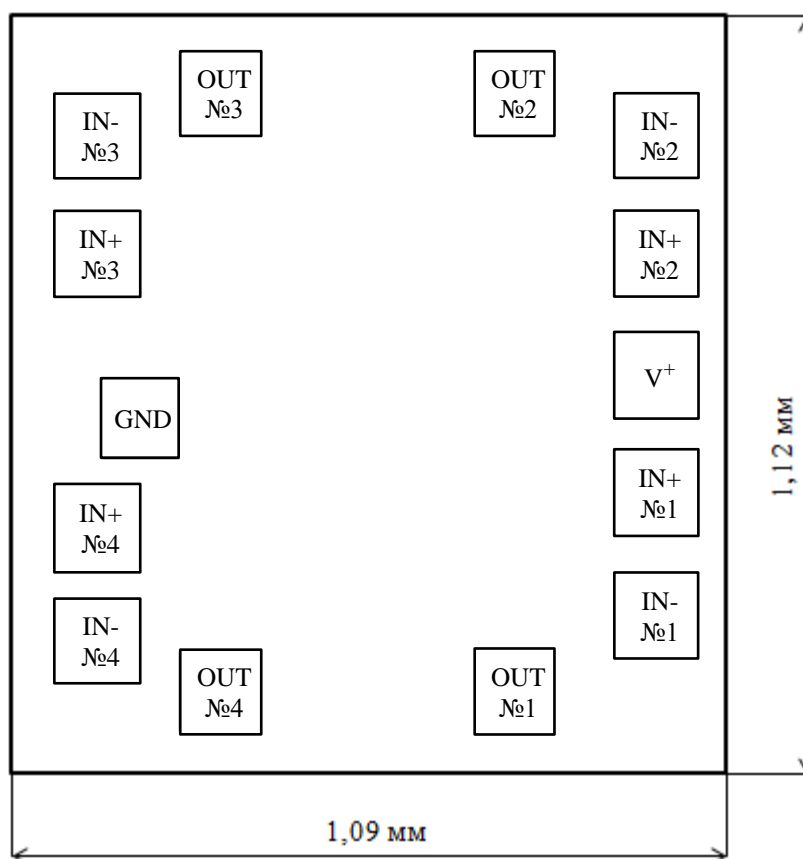 OUT
№3
OUT
№2
IN-
№3
IN-
№2
IN+
№3
IN+
№2
V⁺
GND
IN+
№1
IN+
№4
IN-
№1
IN-
№4
OUT
№4
OUT
№1
1,12 мм
1,09 мм